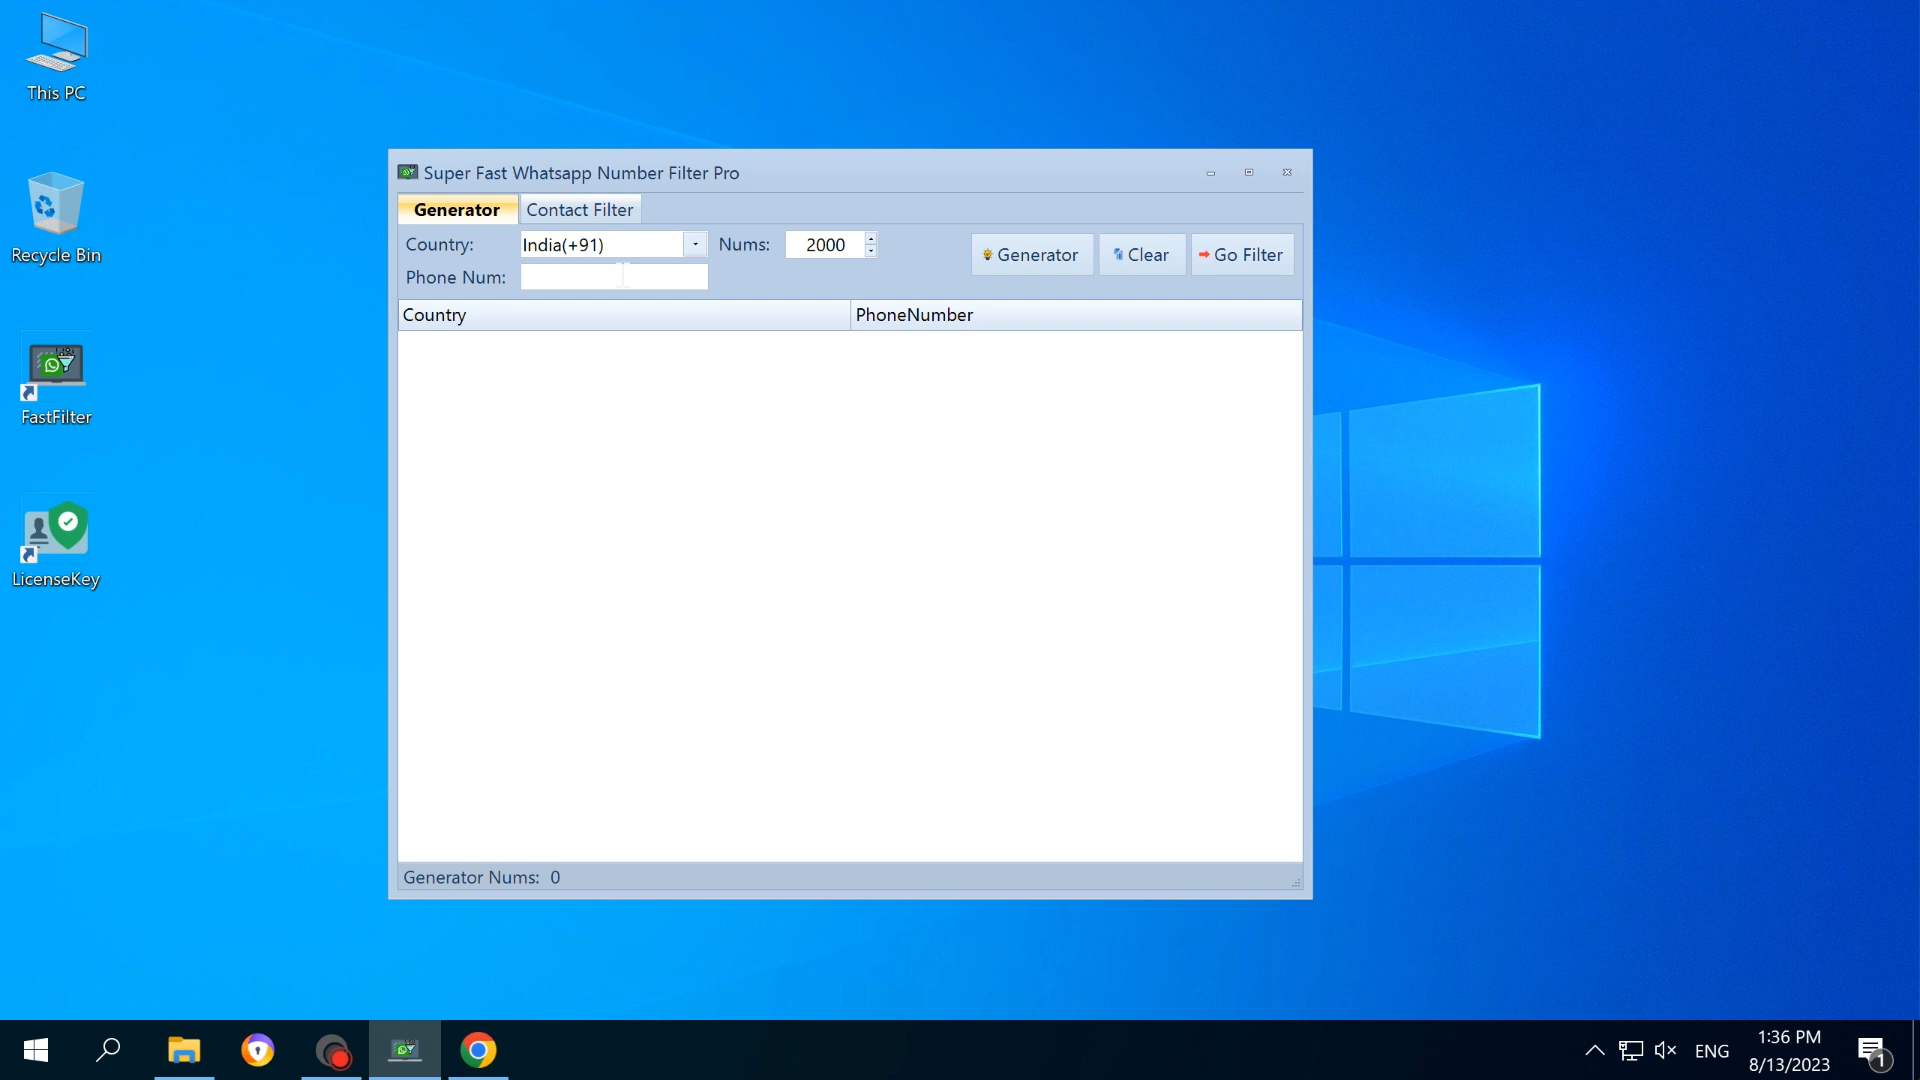 This PC
Recycle Bin
FastFilter
LicenseKey
Super Fast Whatsapp Number Filter Pro
Generator Contact Filter
Country: India(+91) Nums: 2000 Generator Clear Go Filter
Phone Num:
Country PhoneNumber
Generator Nums: 0
ENG
1:36 PM
8/13/2023
1